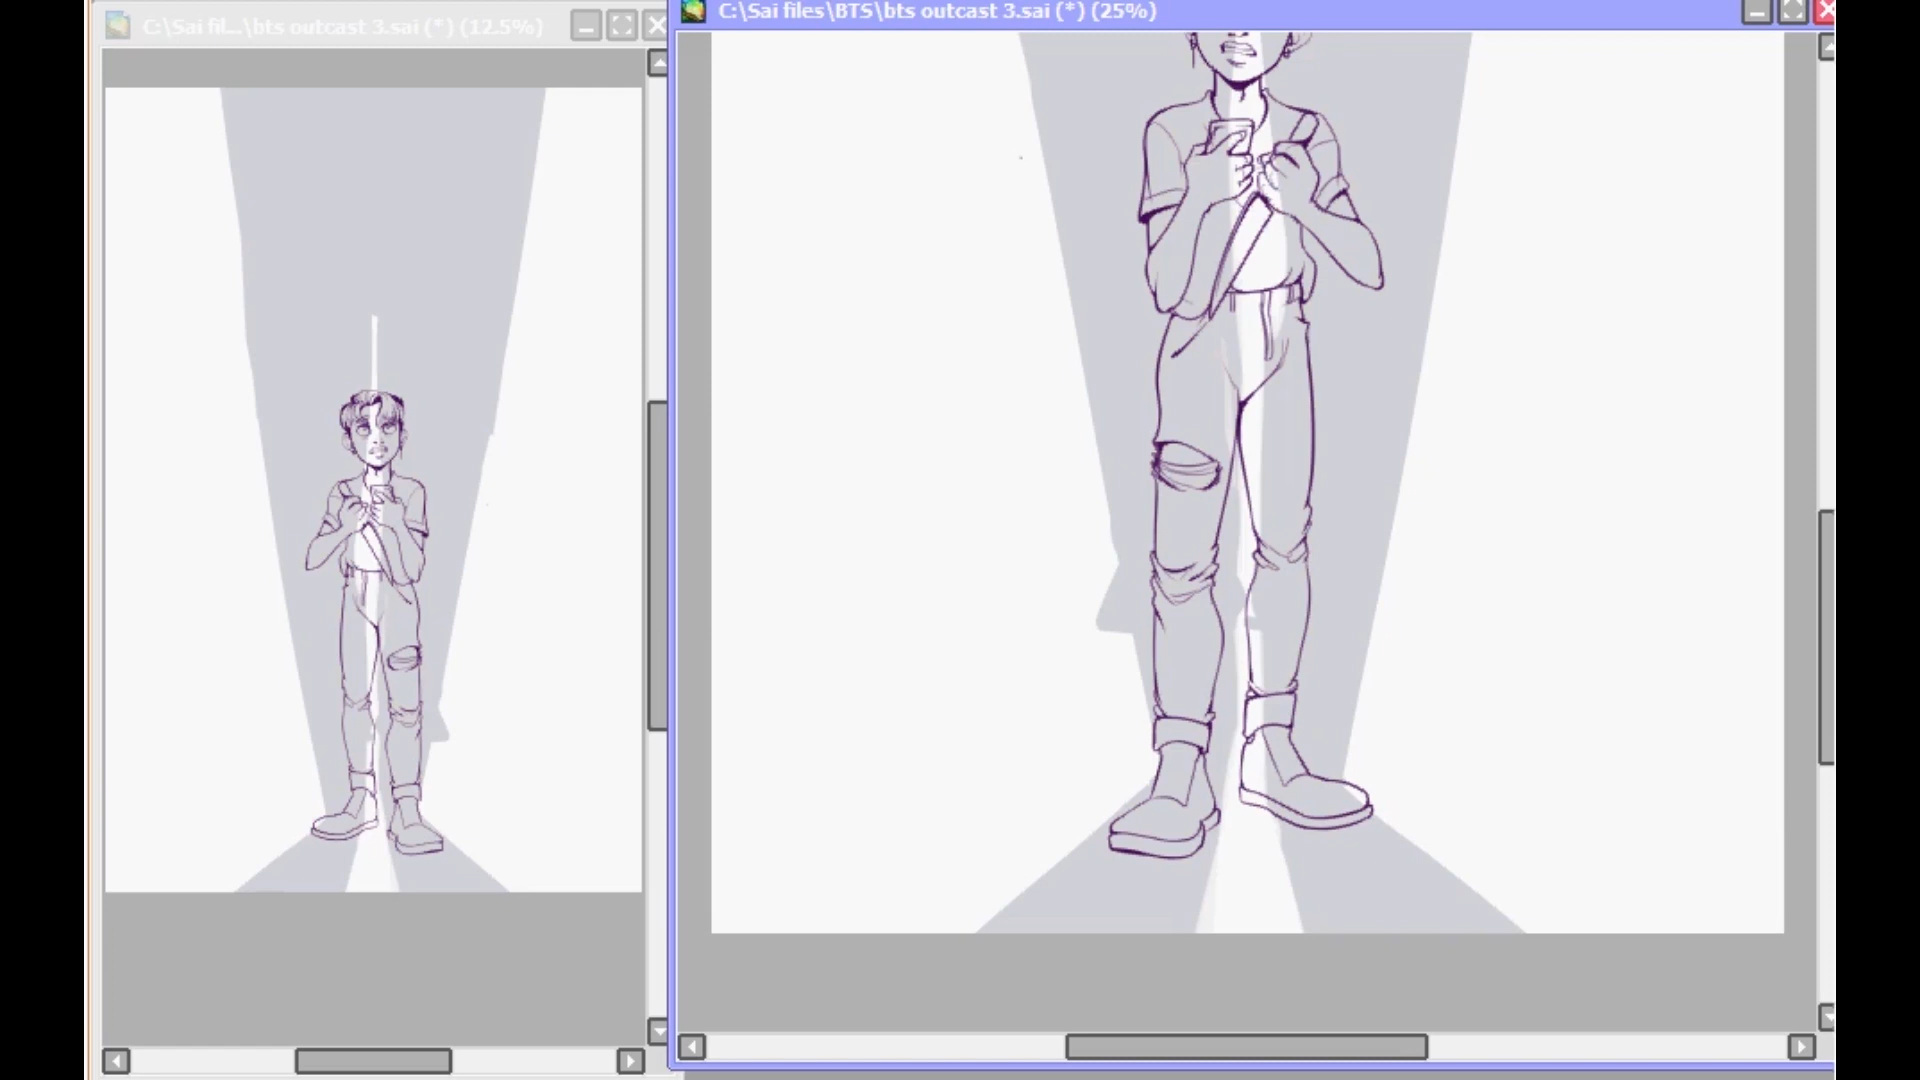 C:\Sai fil...\bts outcast 3.sai (*) (12.5%)
C:\Sai files\BTS\bts outcast 3.sai (*) (25%)